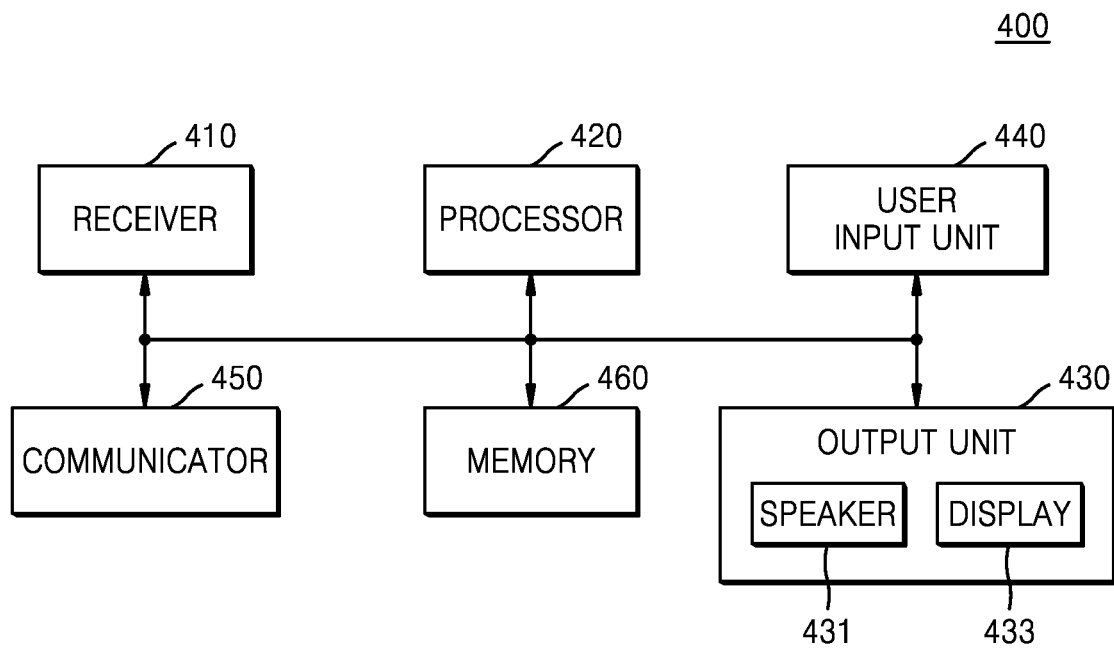 400
410
420
440
RECEIVER
PROCESSOR
USER
INPUT UNIT
450
460
430
COMMUNICATOR
MEMORY
OUTPUT UNIT
SPEAKER
DISPLAY
431
433